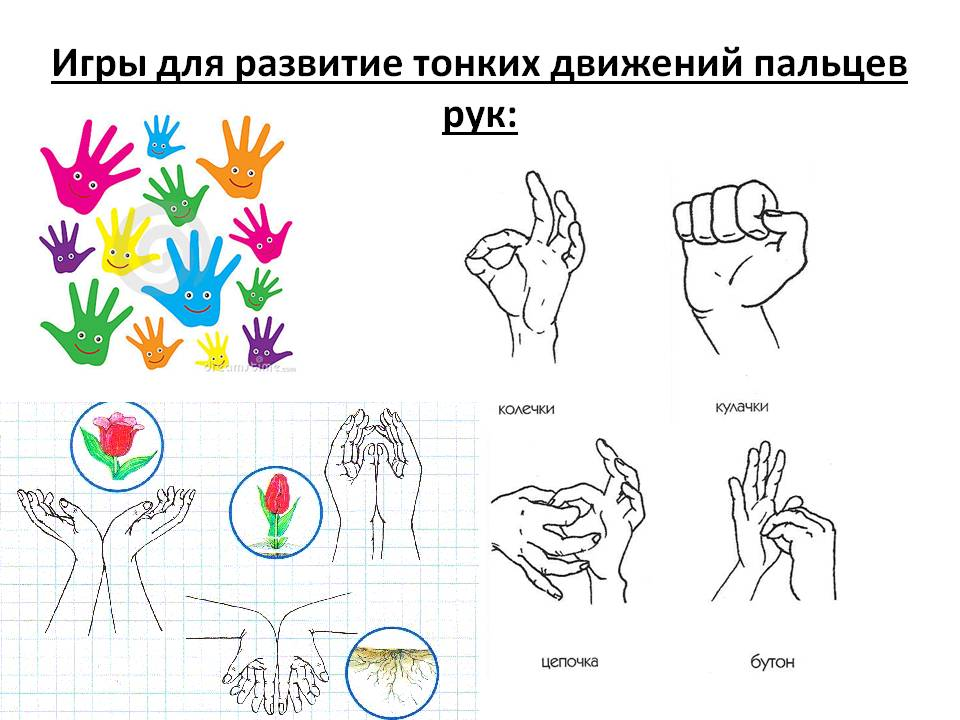 Игры для развитие тонких движений пальцев
рук:
колечки
кулачки
цепочка
бутон